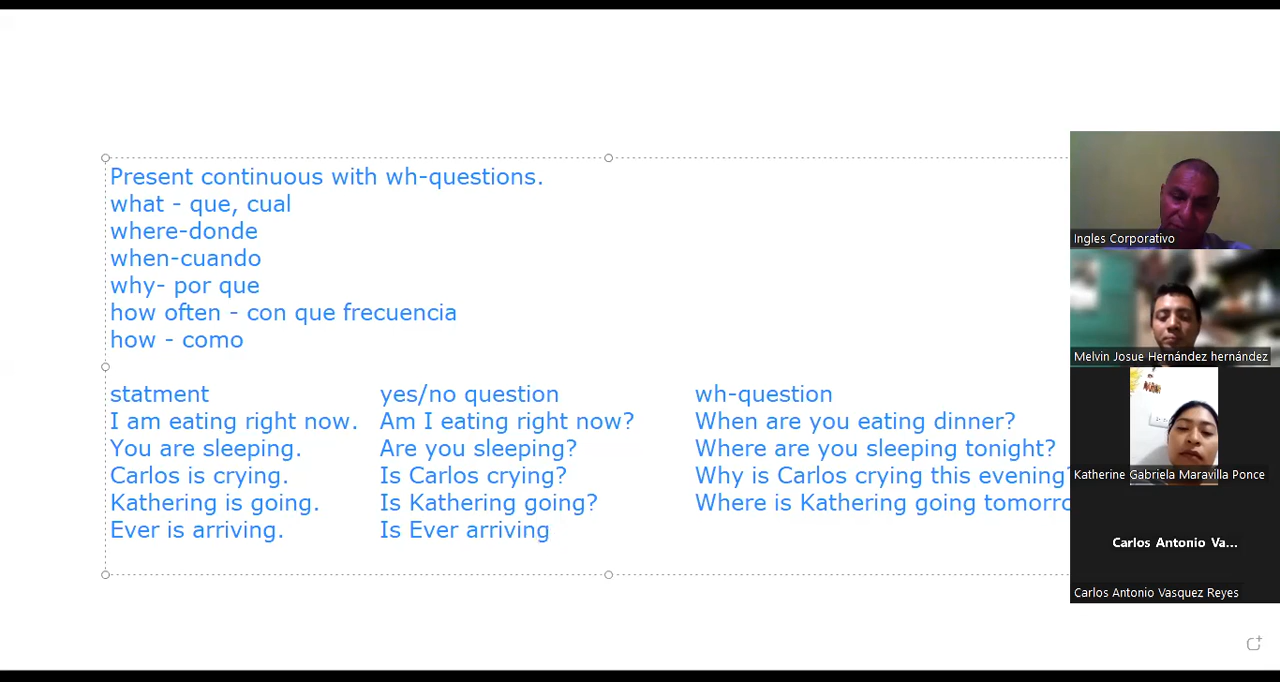 Present continuous with wh-questions.
what - que, cual
where-donde
when-cuando
why- por que
how often - con que frecuencia
how - como
statment yes/no question wh-question
I am eating right now. Am I eating right now? When are you eating dinner?
You are sleeping. Are you sleeping? Where are you sleeping tonight?
Carlos is crying. Is Carlos crying? Why is Carlos crying this evening?
Kathering is going. Is Kathering going? Where is Kathering going tomorro
Ever is arriving. Is Ever arriving
Ingles Corporativo
Melvin Josue Hernández hernández
Katherine Gabriela Maravilla Ponce
Carlos Antonio Va...
Carlos Antonio Vasquez Reyes